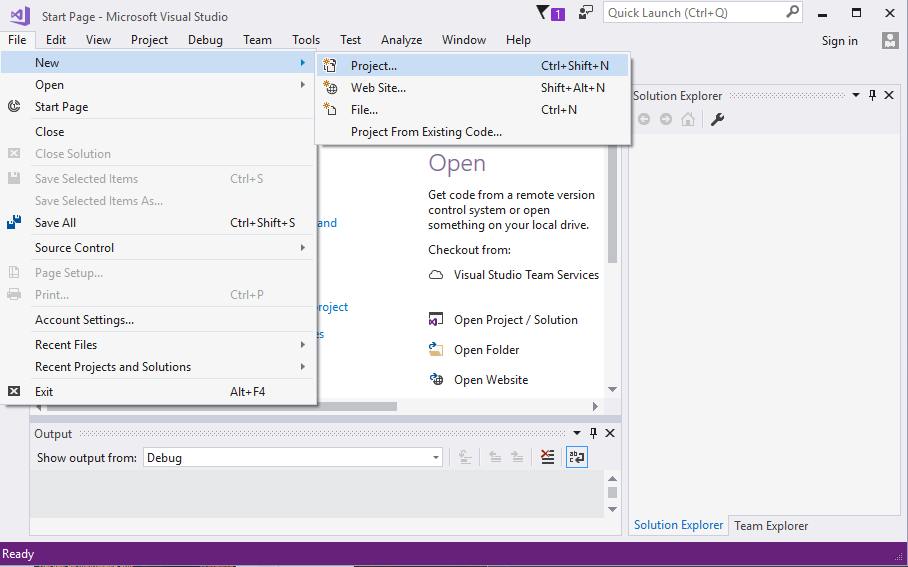 Start Page - Microsoft Visual Studio
1
Quick Launch (Ctrl+Q)
File Edit View Project Debug Team Tools Test Analyze Window Help
Sign in
New
Project... Ctrl+Shift+N
Open
Web Site... Shift+Alt+N
Start Page
File... Ctrl+N
Close
Project From Existing Code...
Close Solution
Save Selected Items Ctrl+S
Save Selected Items As...
Save All Ctrl+Shift+S
Source Control
Page Setup...
Print... Ctrl+P
Account Settings...
Recent Files
Recent Projects and Solutions
Exit Alt+F4
and
roject
es
Open
Get code from a remote version
control system or open
something on your local drive.
Checkout from:
Visual Studio Team Services
Open Project / Solution
Open Folder
Open Website
Solution Explorer
Output
Show output from: Debug
Solution Explorer Team Explorer
Ready